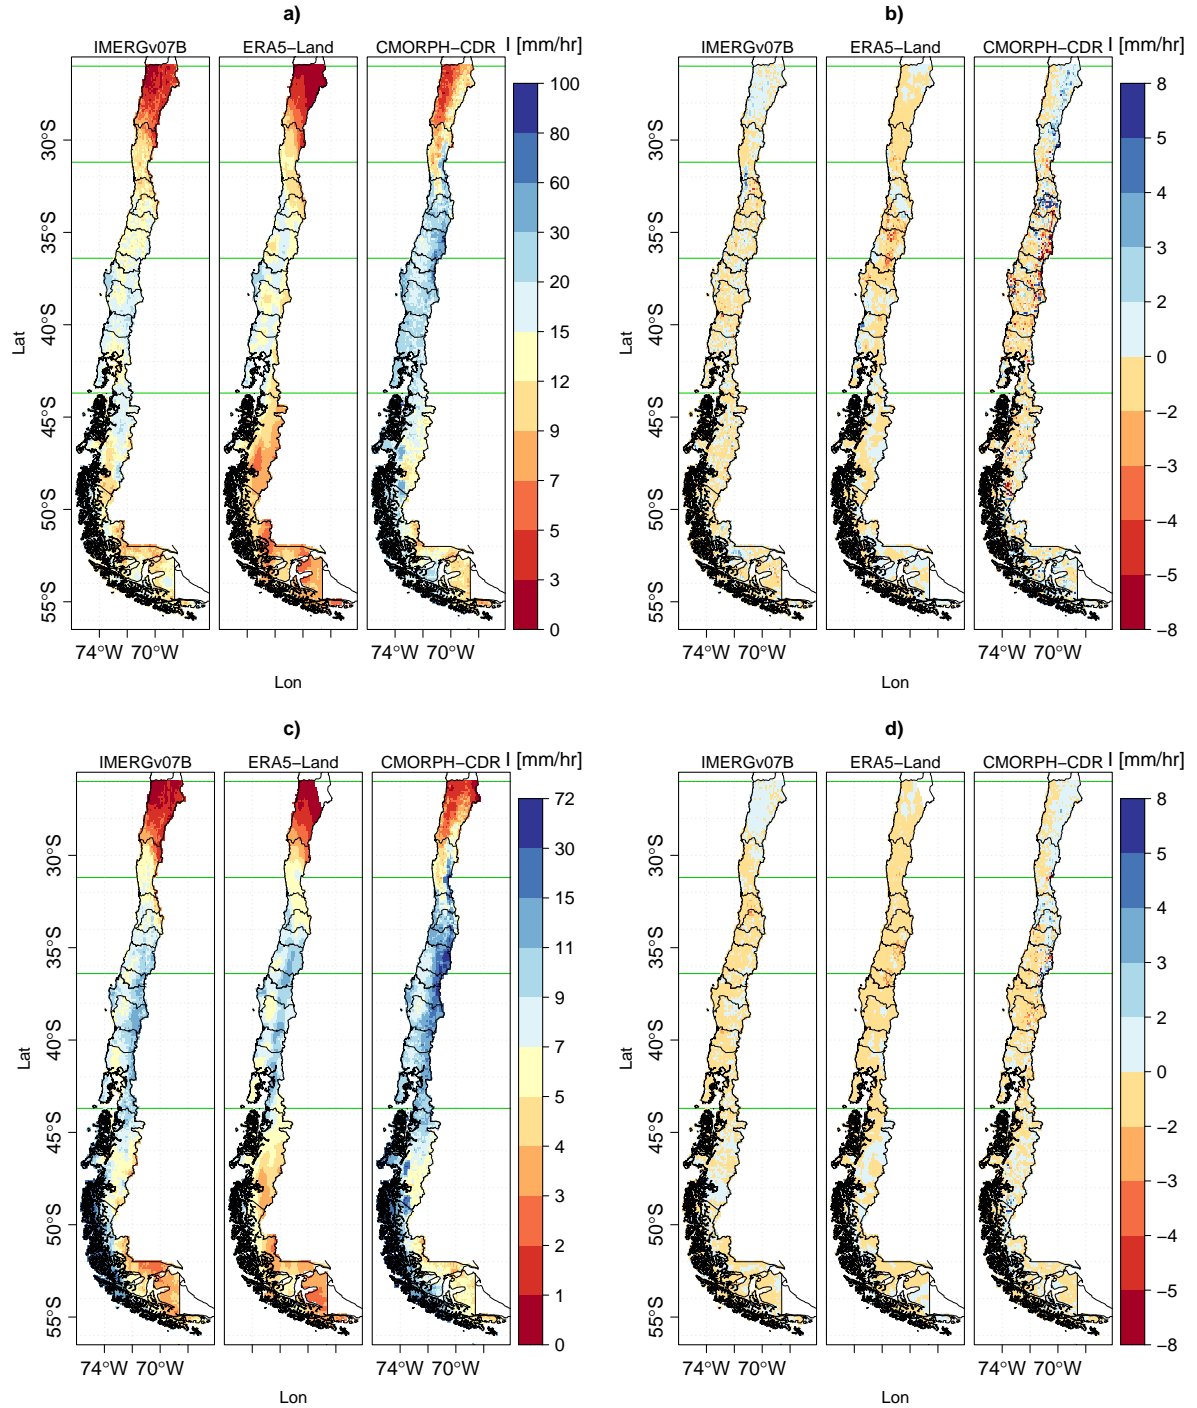 a)
IMERGv07B
ERA5−Land
CMORPH−CDR
I [mm/hr]
100
80
60
30
20
15
12
9
7
5
3
0
30°S
35°S
40°S
45°S
50°S
55°S
Lat
74°W 70°W
74°W 70°W
Lon
b)
IMERGv07B
ERA5−Land
CMORPH−CDR
I [mm/hr]
8
5
4
3
2
0
−2
−3
−4
−5
−8
30°S
35°S
40°S
45°S
50°S
55°S
Lat
74°W 70°W
74°W 70°W
Lon
c)
IMERGv07B
ERA5−Land
CMORPH−CDR
I [mm/hr]
72
30
15
11
9
7
5
4
3
2
1
0
30°S
35°S
40°S
45°S
50°S
55°S
Lat
74°W 70°W
74°W 70°W
Lon
d)
IMERGv07B
ERA5−Land
CMORPH−CDR
I [mm/hr]
8
5
4
3
2
0
−2
−3
−4
−5
−8
30°S
35°S
40°S
45°S
50°S
55°S
Lat
74°W 70°W
74°W 70°W
Lon